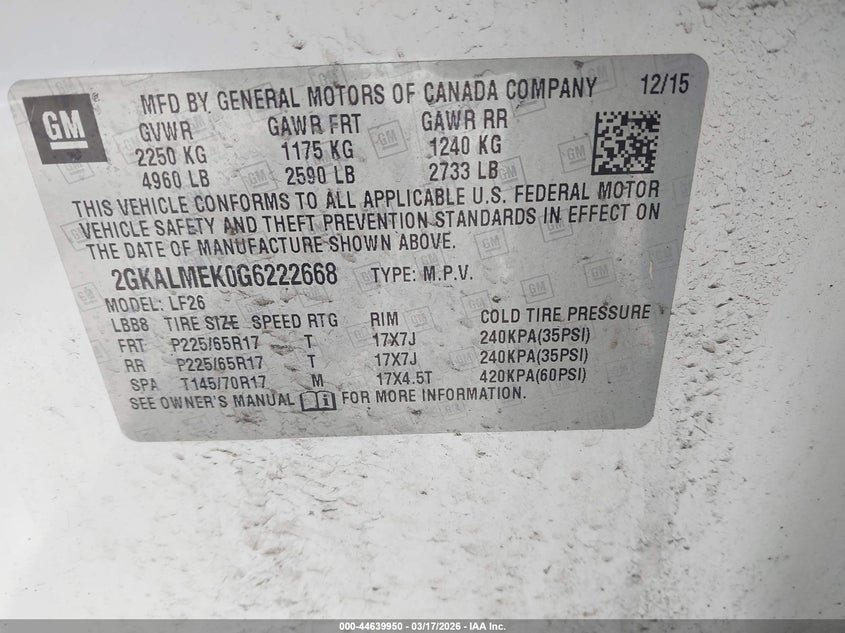 GM
MFD BY GENERAL MOTORS OF CANADA COMPANY 12/15
GVWR GAWR FRT GAWR RR
2250 KG 1175 KG 1240 KG
4960 LB 2590 LB 2733 LB
THIS VEHICLE CONFORMS TO ALL APPLICABLE U.S. FEDERAL MOTOR
VEHICLE SAFETY AND THEFT PREVENTION STANDARDS IN EFFECT ON
THE DATE OF MANUFACTURE SHOWN ABOVE.
2GKALMEK0G6222668 TYPE: M.P.V.
MODEL: LF26
LBB8 TIRE SIZE SPEED RTG RIM COLD TIRE PRESSURE
FRT P225/65R17 T 17X7J 240KPA(35PSI)
RR P225/65R17 T 17X7J 240KPA(35PSI)
SPA T145/70R17 M 17X4.5T 420KPA(60PSI)
SEE OWNER'S MANUAL FOR MORE INFORMATION.
000-44639950 - 03/17/2026 - IAA Inc.